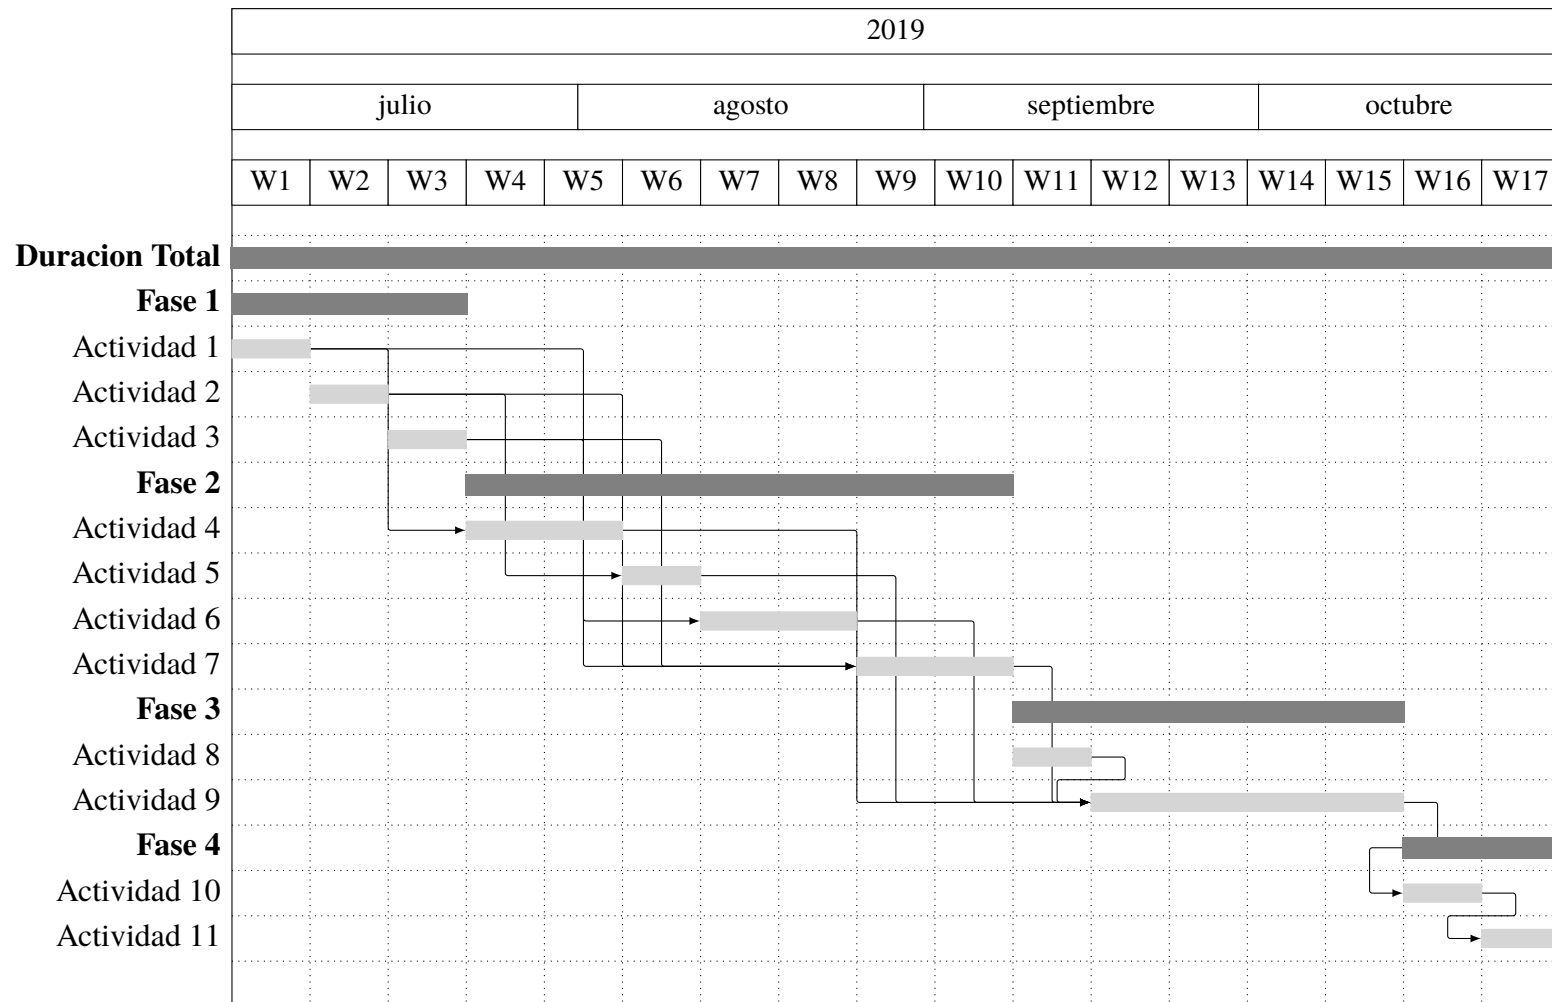 2019
julio agosto septiembre octubre
W1 W2 W3 W4 W5 W6 W7 W8 W9 W10 W11 W12 W13 W14 W15 W16 W17
Duracion Total
Fase 1
Actividad 1
Actividad 2
Actividad 3
Fase 2
Actividad 4
Actividad 5
Actividad 6
Actividad 7
Fase 3
Actividad 8
Actividad 9
Fase 4
Actividad 10
Actividad 11